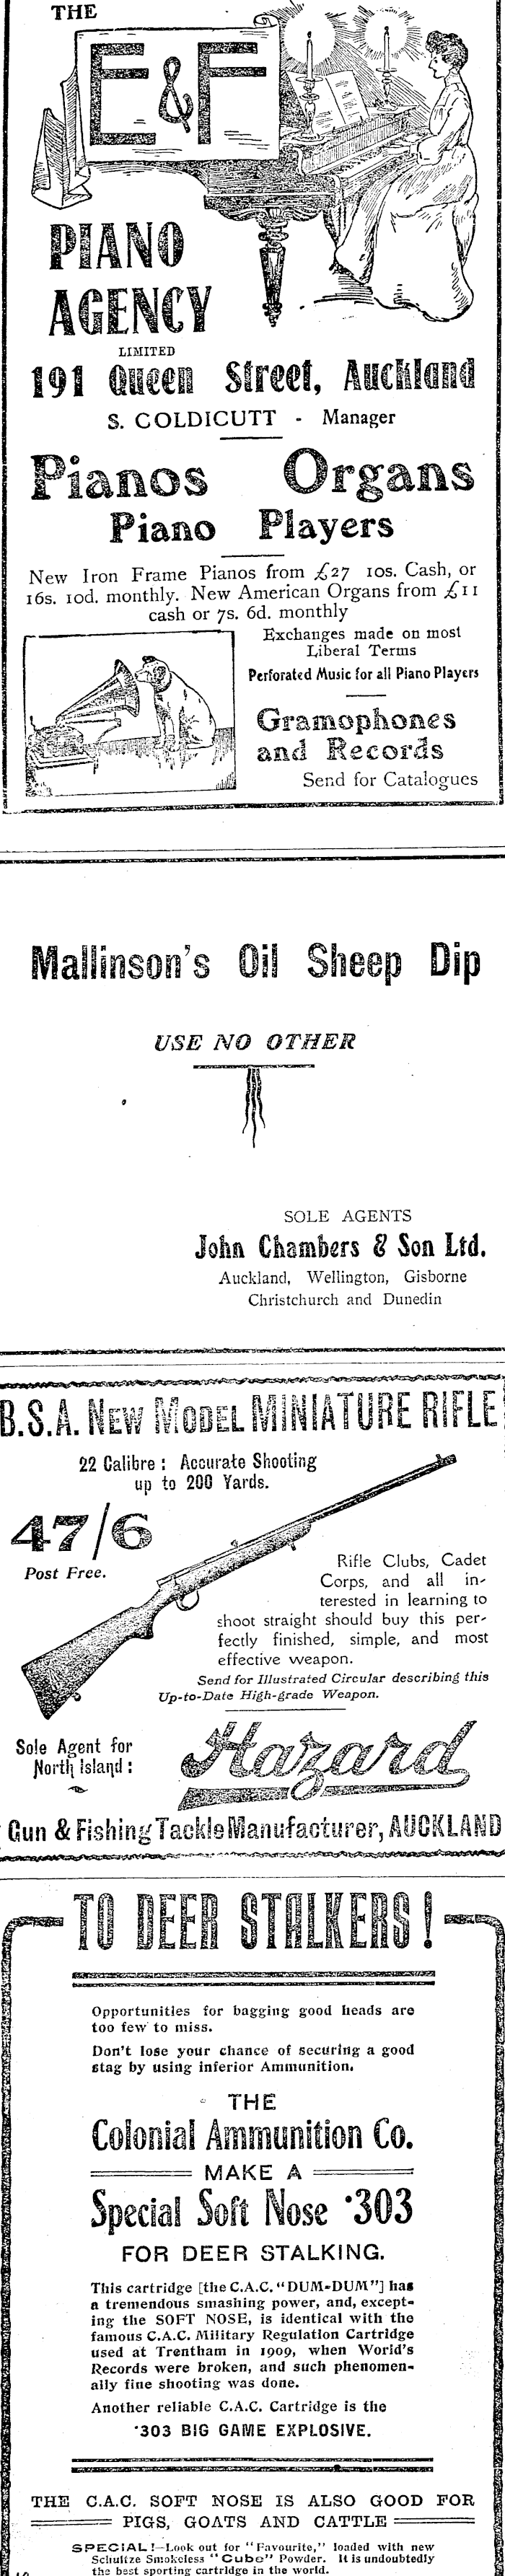 THE
E & F
PIANO
AGENCY
LIMITED
191 Queen Street, Auckland
S. COLDICUTT - Manager
Pianos Organs
Piano Players
New Iron Frame Pianos from £27 10s. Cash, or
16s. 10d. monthly. New American Organs from £11
cash or 7s. 6d. monthly
Exchanges made on most
Liberal Terms
Perforated Music for all Piano Players
Gramophones
and Records
Send for Catalogues
Mallinson's Oil Sheep Dip
USE NO OTHER
SOLE AGENTS
John Chambers & Son Ltd.
Auckland, Wellington, Gisborne
Christchurch and Dunedin
B.S.A. NEW MODEL MINIATURE RIFLE
22 Calibre : Accurate Shooting
up to 200 Yards.
47/6
Post Free.
Rifle Clubs, Cadet
Corps, and all in-
terested in learning to
shoot straight should buy this per-
fectly finished, simple, and most
effective weapon.
Send for Illustrated Circular describing this
Up-to-Date High-grade Weapon.
Sole Agent for
North Island :
Hazard
Gun & Fishing Tackle Manufacturer, AUCKLAND
TO DEER STALKERS!
Opportunities for bagging good heads are
too few to miss.
Don't lose your chance of securing a good
stag by using inferior Ammunition.
THE
Colonial Ammunition Co.
MAKE A
Special Soft Nose ·303
FOR DEER STALKING.
This cartridge [the C.A.C. "DUM-DUM"] has
a tremendous smashing power, and, except-
ing the SOFT NOSE, is identical with the
famous C.A.C. Military Regulation Cartridge
used at Trentham in 1909, when World's
Records were broken, and such phenomen-
ally fine shooting was done.
Another reliable C.A.C. Cartridge is the
·303 BIG GAME EXPLOSIVE.
THE C.A.C. SOFT NOSE IS ALSO GOOD FOR
PIGS, GOATS AND CATTLE
SPECIAL!—Look out for "Favourite," loaded with new
Schultze Smokeless "Cube" Powder. It is undoubtedly
the best sporting cartridge in the world.